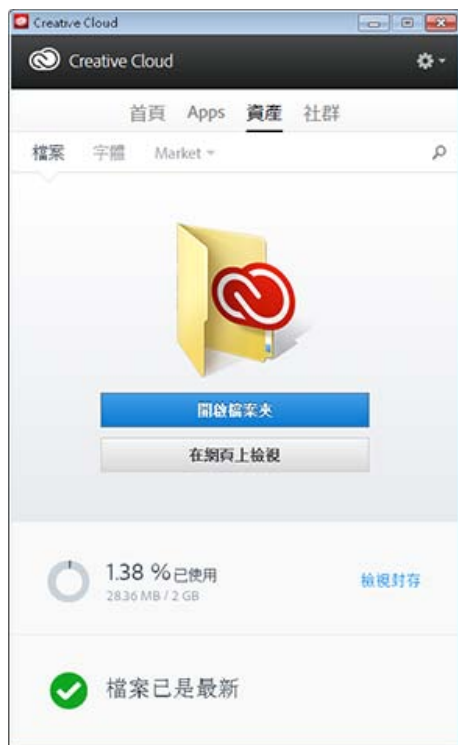 Creative Cloud
Creative Cloud
首頁 Apps 資產 社群
檔案 字體 Market
開啟檔案夾
在網頁上檢視
1.38 % 已使用
28.36 MB / 2 GB
檢視封存
檔案已是最新